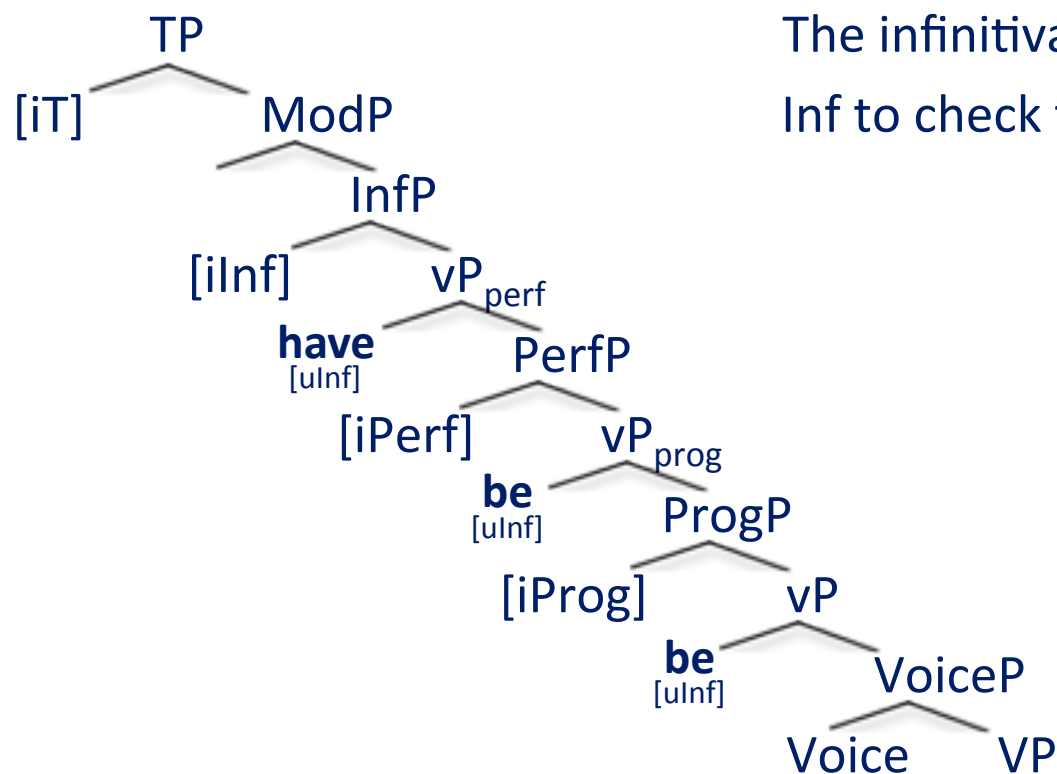 TP
The infinitiva
[iT]
ModP
Inf to check
InfP
[iInf]
vPperf
have
[uInf]
PerfP
[iPerf]
vPprog
be
[uInf]
ProgP
[iProg]
vP
be
[uInf]
VoiceP
Voice
VP